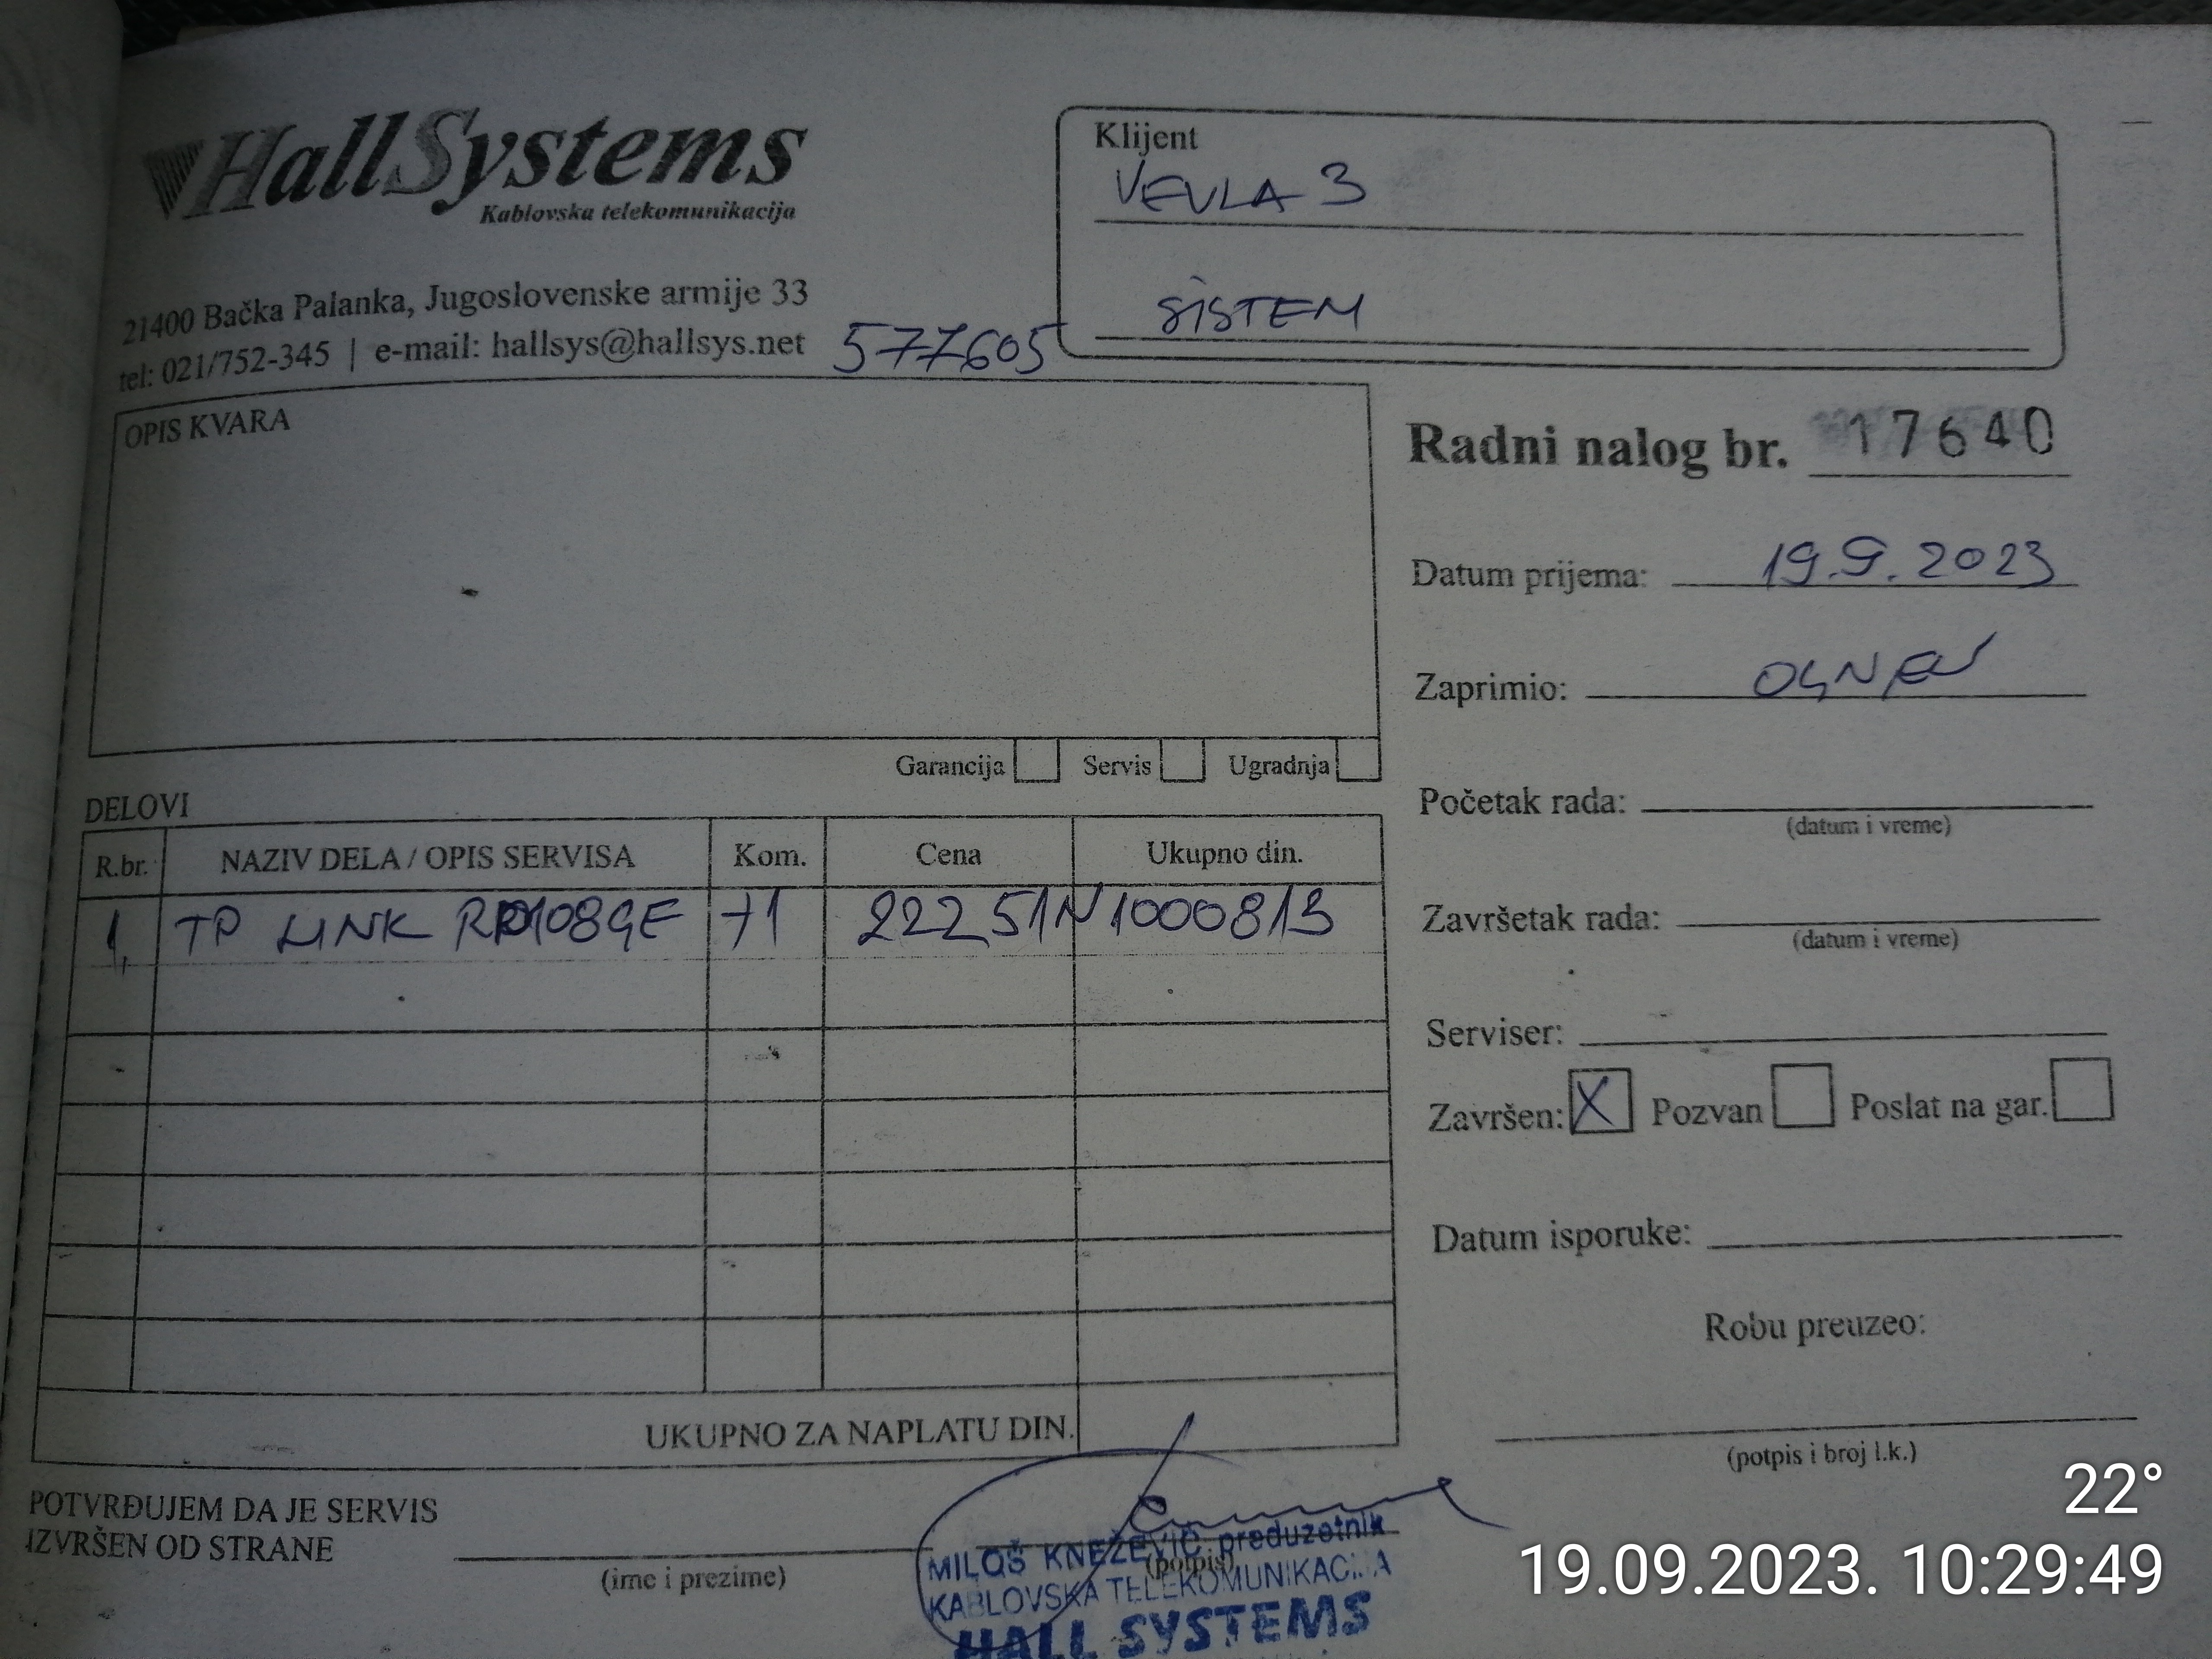 HallSystems
Kablovska telekomunikacija
21400 Bačka Palanka, Jugoslovenske armije 33
tel: 021/752-345 | e-mail: hallsys@hallsys.net
577605
Klijent
VEVLA 3
SISTEM
OPIS KVARA
Garancija Servis Ugradnja
Radni nalog br. 17640
Datum prijema: 19.9.2023
Zaprimio:
Početak rada:
(datum i vreme)
Završetak rada:
(datum i vreme)
Serviser:
Završen: X Pozvan Poslat na gar.
Datum isporuke:
Robu preuzeo:
(potpis i broj l.k.)
DELOVI
R.br. NAZIV DELA / OPIS SERVISA Kom. Cena Ukupno din.
1, TP LINK 22251N1000813
UKUPNO ZA NAPLATU DIN.
POTVRĐUJEM DA JE SERVIS
IZVRŠEN OD STRANE
(ime i prezime)
(potpis)
MILOŠ KNEŽEVIĆ preduzetnik
KABLOVSKA TELEKOMUNIKACIJA
HALL SYSTEMS
22°
19.09.2023. 10:29:49